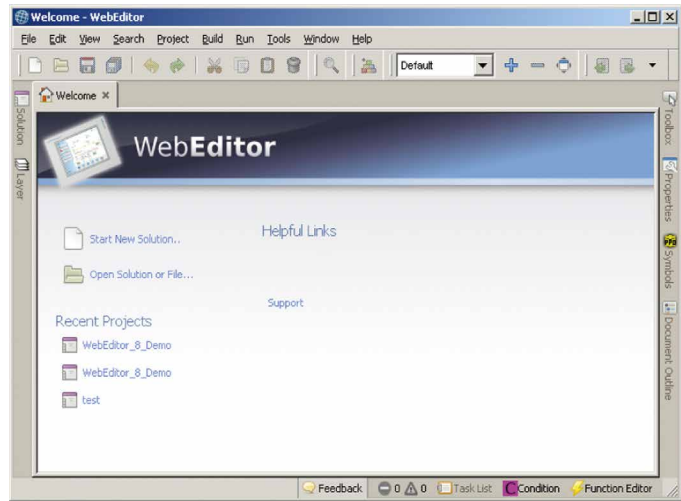 Welcome - WebEditor
File Edit View Search Project Build Run Tools Window Help
Default
Welcome
Solution
Layer
WebEditor
Start New Solution..
Open Solution or File...
Helpful Links
Support
Recent Projects
WebEditor_8_Demo
WebEditor_8_Demo
test
Toolbox
Properties
PPB Symbols
Document Outline
Feedback 0 0 Task List C Condition Function Editor